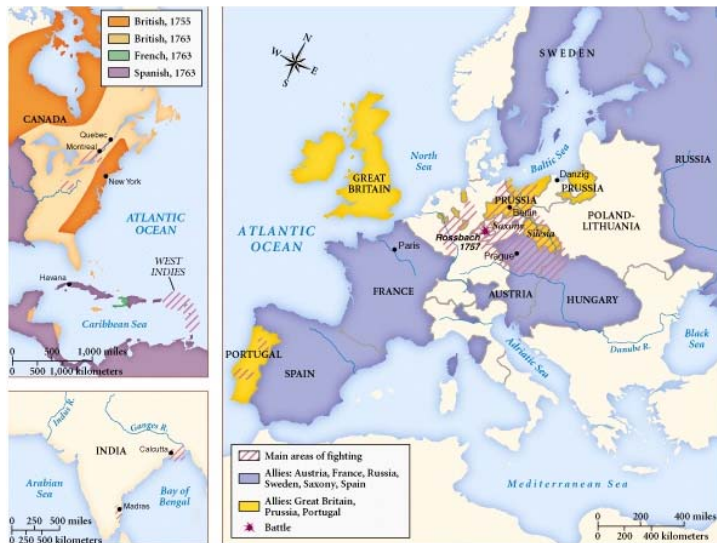 British, 1755
British, 1763
French, 1763
Spanish, 1763
CANADA
Quebec
Montreal
New York
ATLANTIC
OCEAN
WEST
INDIES
Havana
Caribbean Sea
0 500 1,000 miles
0 500 1,000 kilometers
Indus R.
Ganges R.
INDIA
Calcutta
Arabian
Sea
Bay of
Bengal
Madras
0 250 500 miles
0 250 500 kilometers
N
W
E
S
SWEDEN
North
Sea
Baltic Sea
RUSSIA
GREAT
BRITAIN
Danzig
PRUSSIA
PRUSSIA
Berlin
POLAND-
LITHUANIA
Saxony
Silesia
Rossbach
1757
Prague
ATLANTIC
OCEAN
Paris
FRANCE
AUSTRIA
HUNGARY
PORTUGAL
SPAIN
Adriatic Sea
Danube R.
Black
Sea
Mediterranean Sea
Main areas of fighting
Allies: Austria, France, Russia,
Sweden, Saxony, Spain
Allies: Great Britain,
Prussia, Portugal
Battle
0 200 400 miles
0 200 400 kilometers